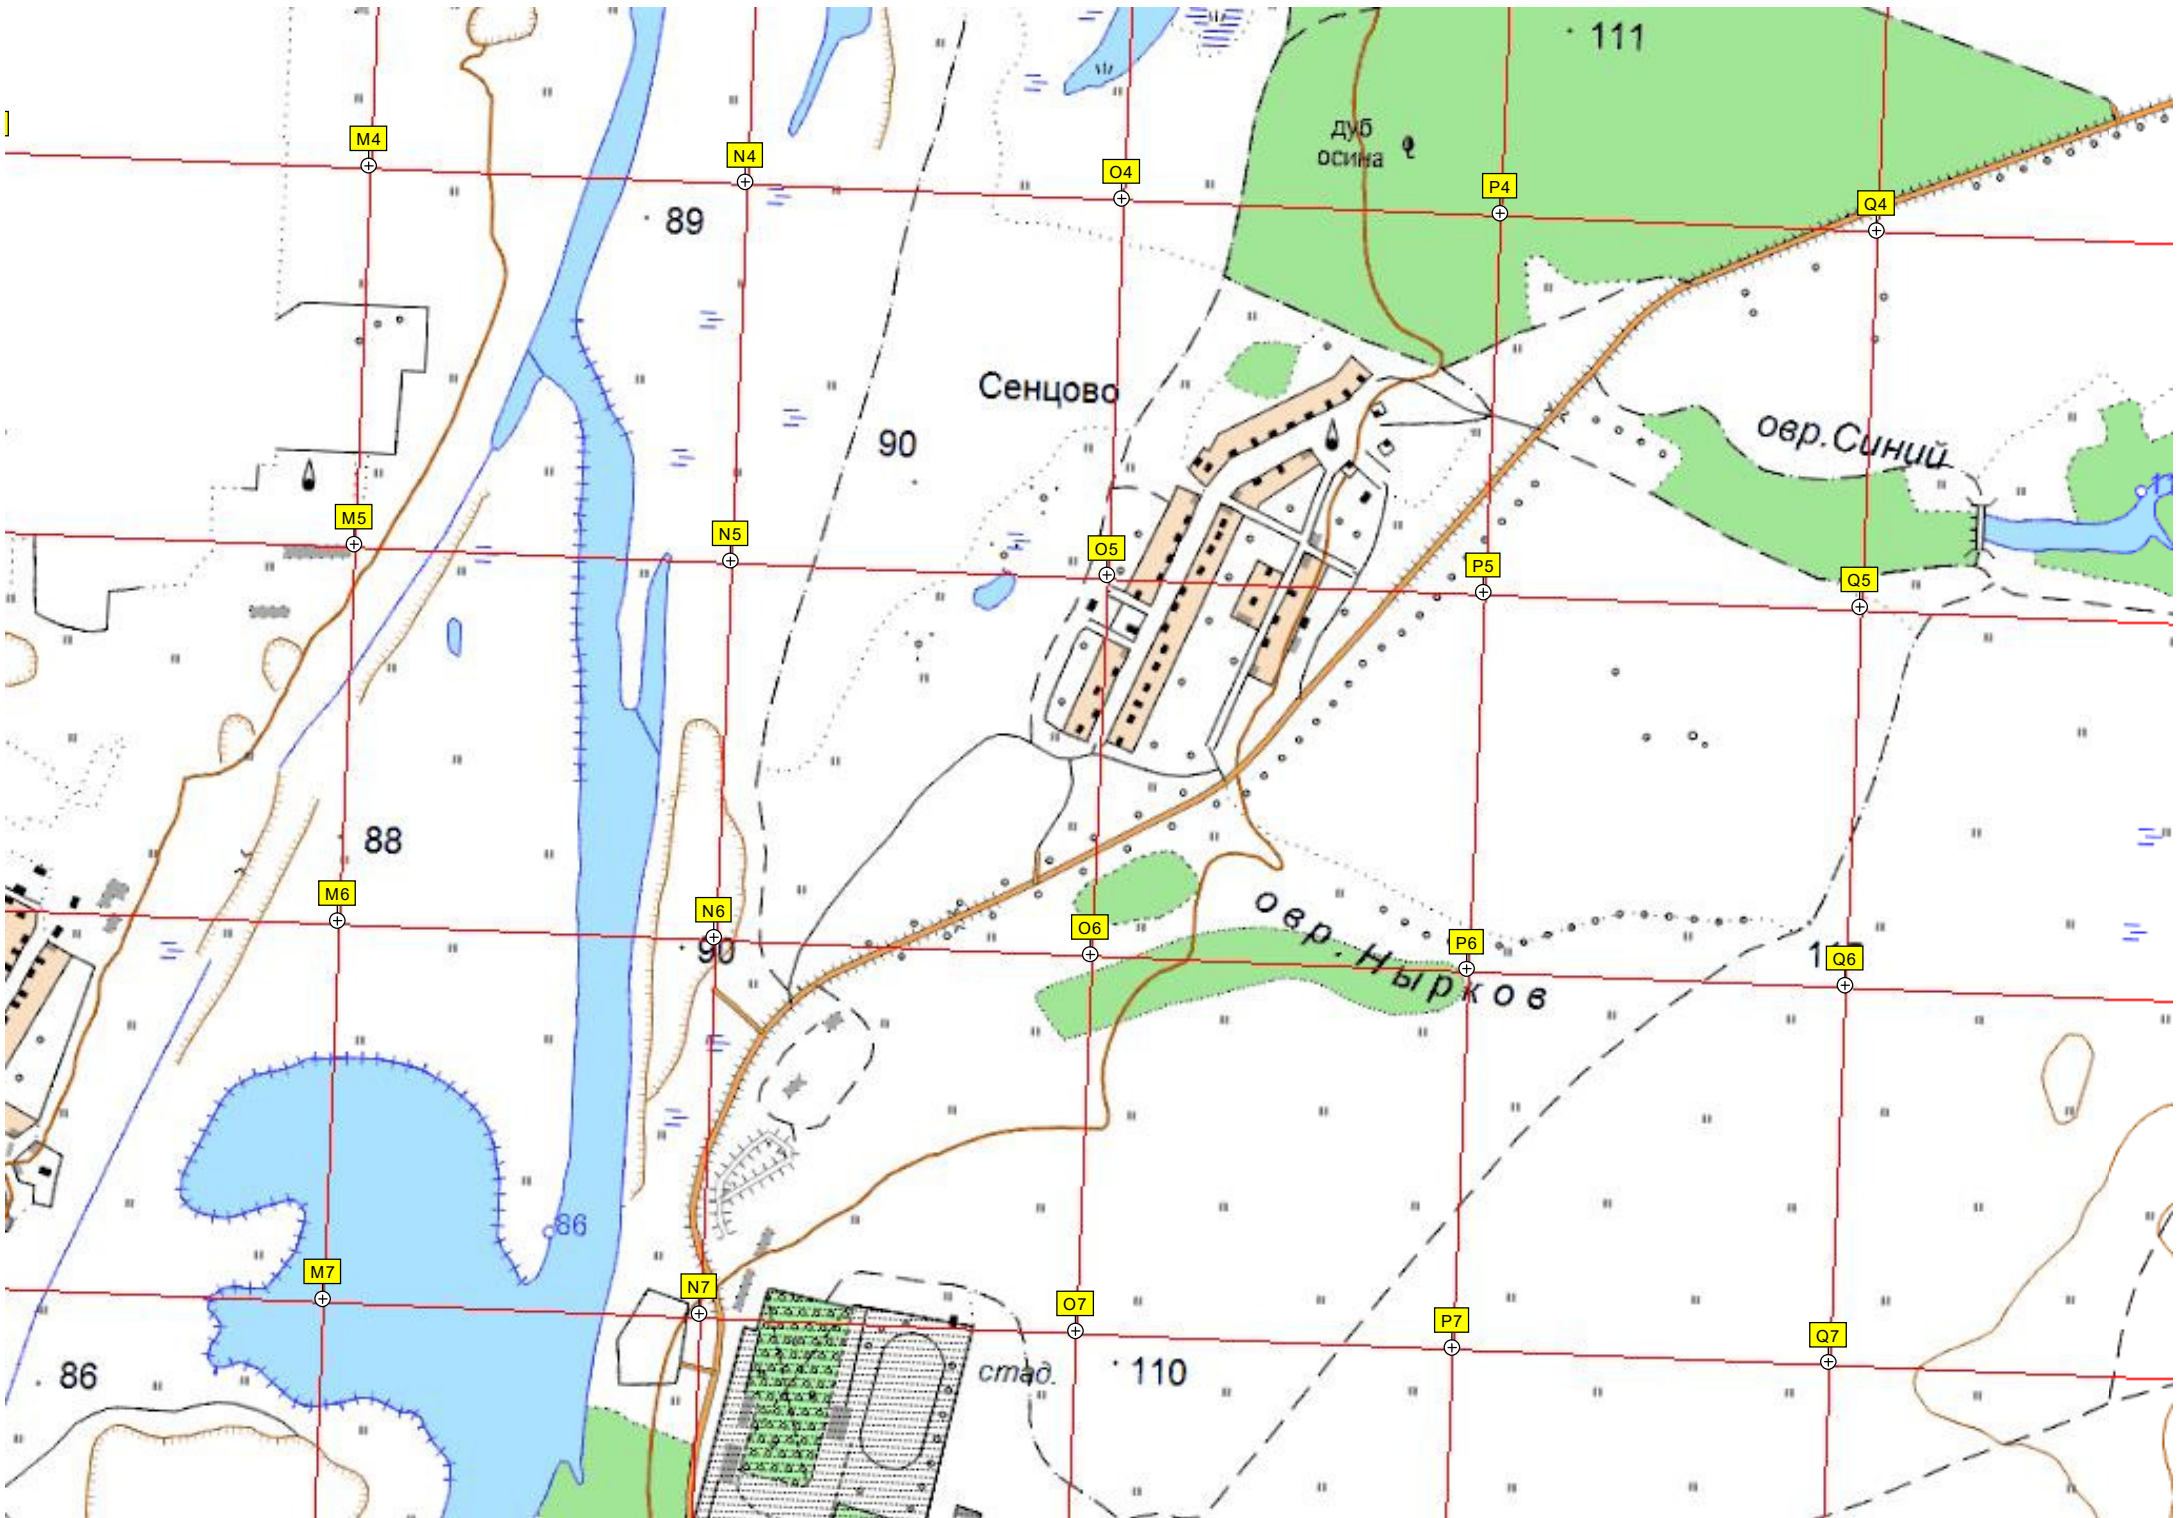 111
дуб
осина
M4
N4
O4
P4
Q4
89
Сенцово
90
овр.Синий
M5
N5
O5
P5
Q5
88
M6
N6
90
O6
овр. Нырков
P6
Q6
86
M7
N7
O7
P7
Q7
86
стад.
110